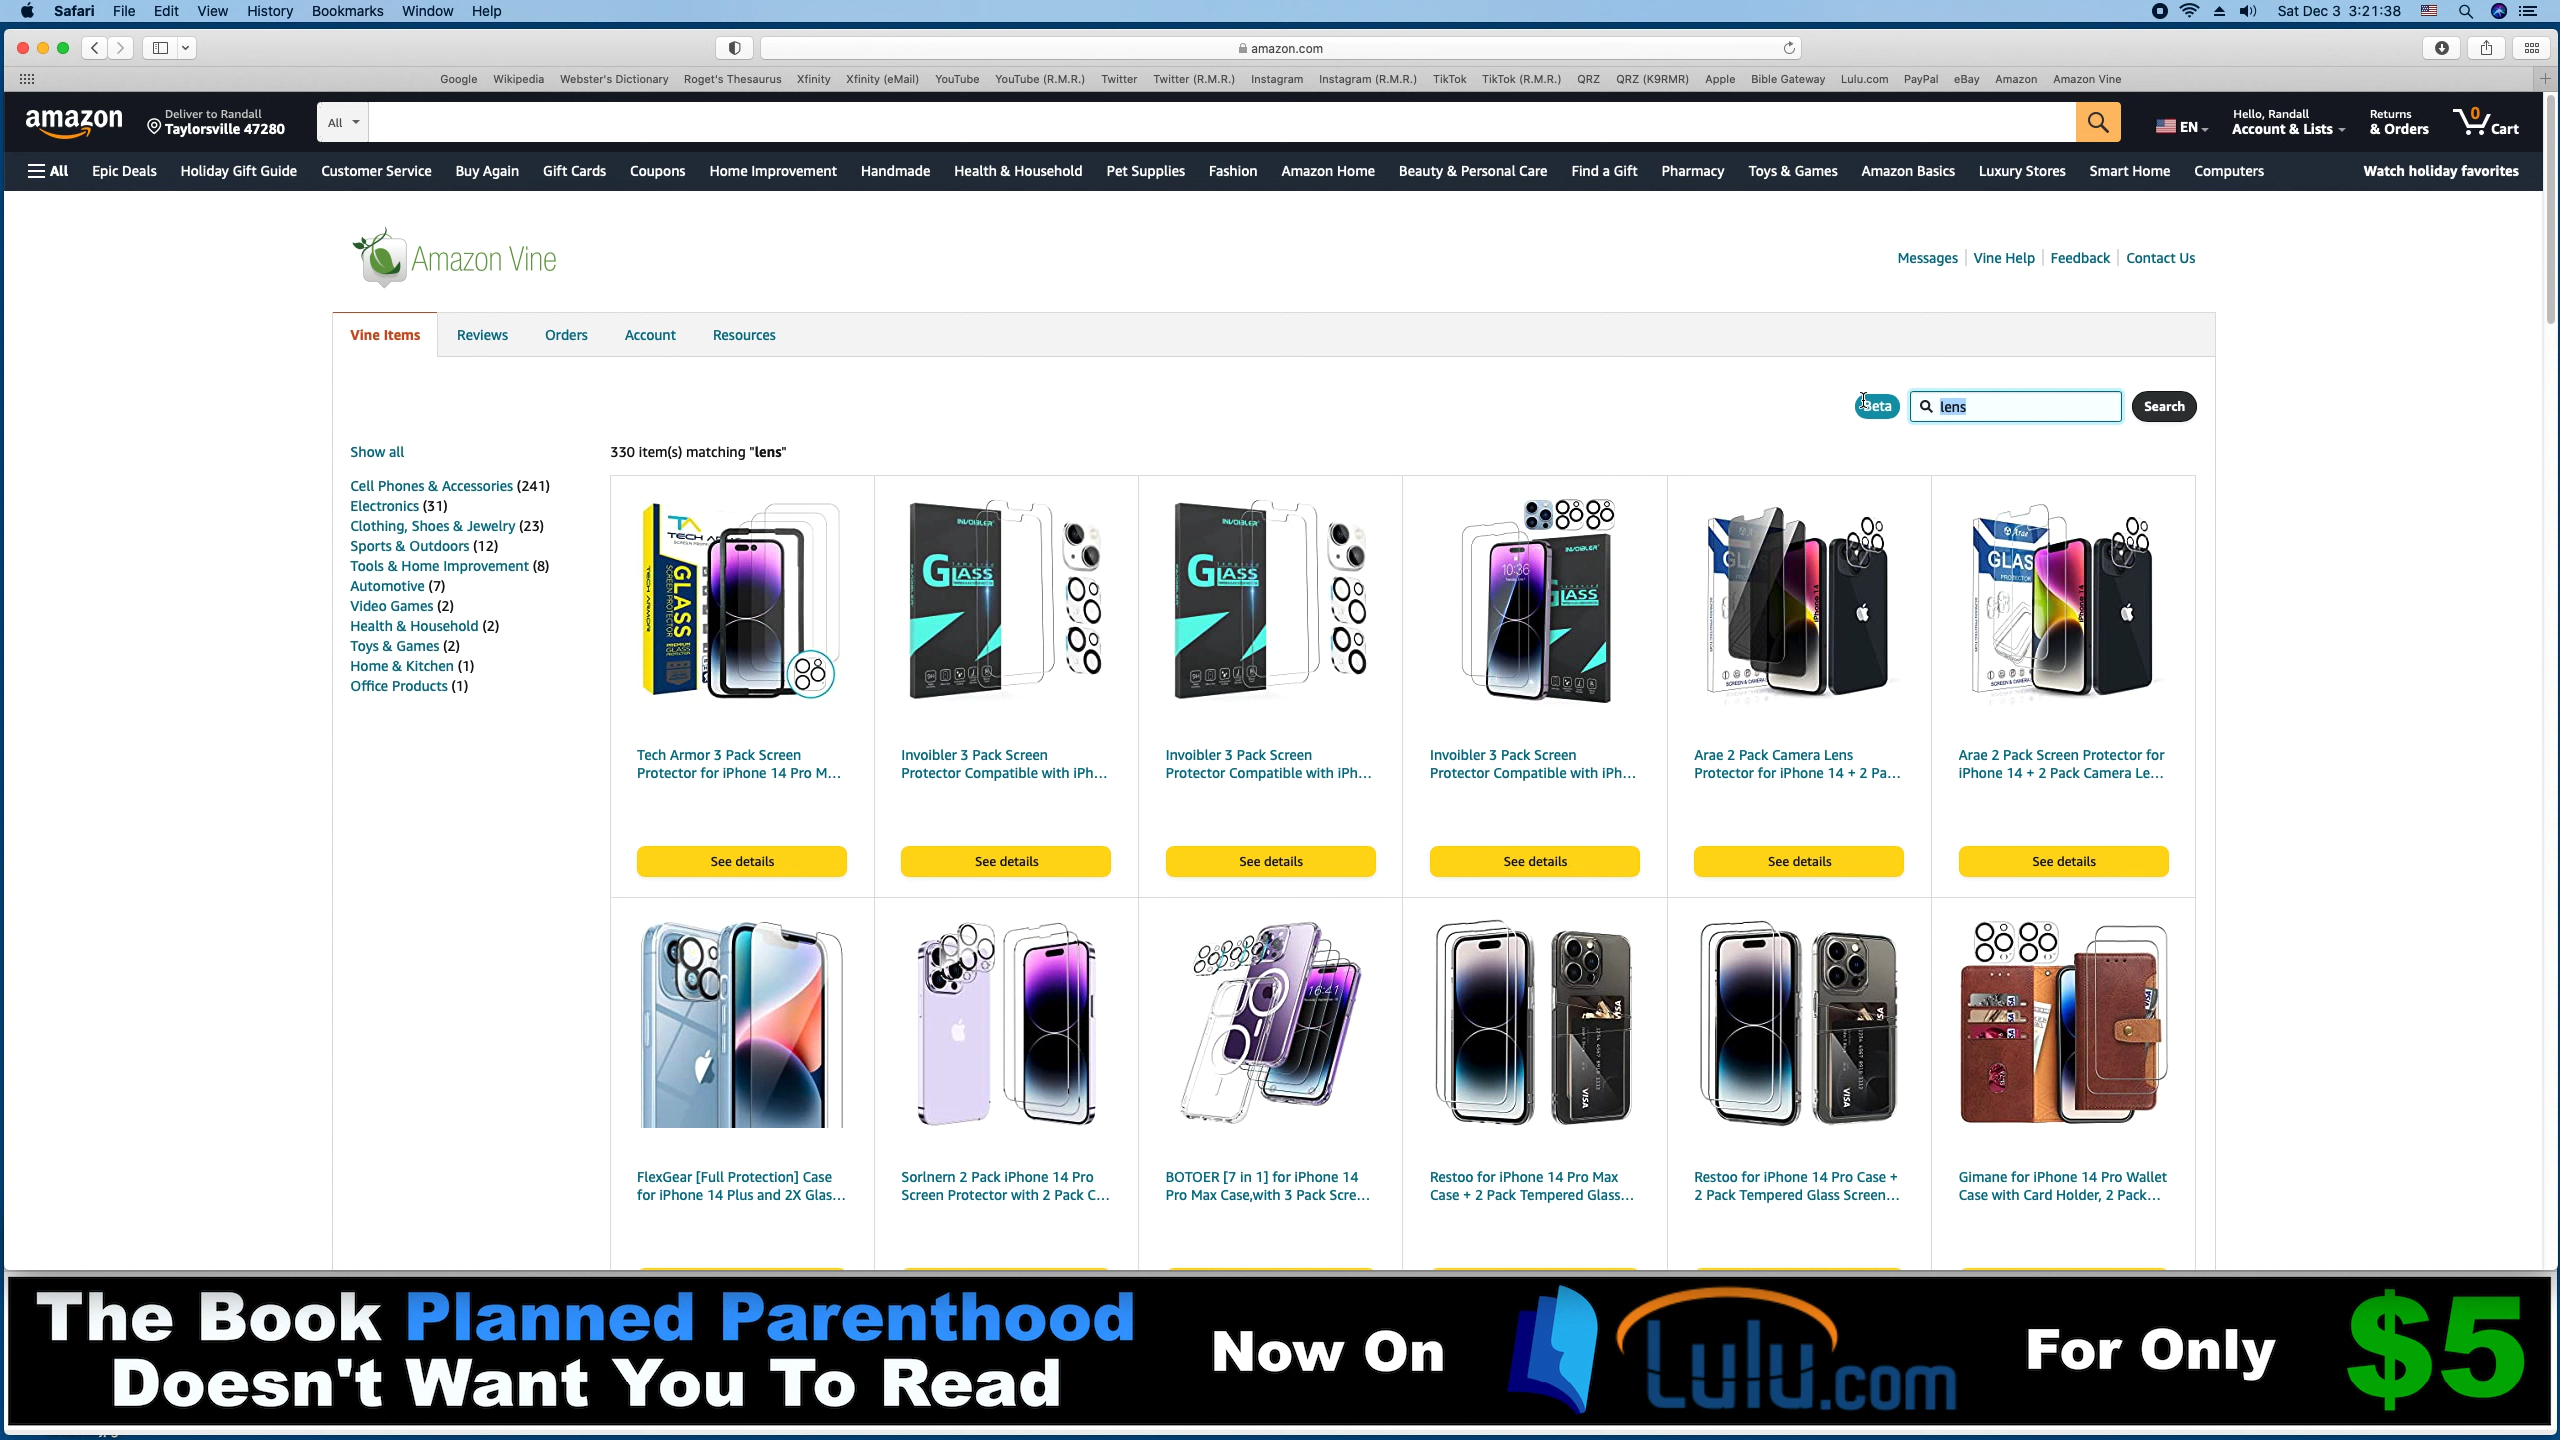 Safari File Edit View History Bookmarks Window Help
Sat Dec 3 3:21:38
amazon.com
Google Wikipedia Webster's Dictionary Roget's Thesaurus Xfinity Xfinity (eMail) YouTube YouTube (R.M.R.) Twitter Twitter (R.M.R.) Instagram Instagram (R.M.R.) TikTok TikTok (R.M.R.) QRZ QRZ (K9RMR) Apple Bible Gateway Lulu.com PayPal eBay Amazon Amazon Vine
amazon
Deliver to Randall
Taylorsville 47280
All
EN
Hello, Randall
Account & Lists
Returns
& Orders
0
Cart
All Epic Deals Holiday Gift Guide Customer Service Buy Again Gift Cards Coupons Home Improvement Handmade Health & Household Pet Supplies Fashion Amazon Home Beauty & Personal Care Find a Gift Pharmacy Toys & Games Amazon Basics Luxury Stores Smart Home Computers Watch holiday favorites
Amazon Vine
Messages Vine Help Feedback Contact Us
Vine Items Reviews Orders Account Resources
Beta lens Search
Show all
330 item(s) matching "lens"
Cell Phones & Accessories (241)
Electronics (31)
Clothing, Shoes & Jewelry (23)
Sports & Outdoors (12)
Tools & Home Improvement (8)
Automotive (7)
Video Games (2)
Health & Household (2)
Toys & Games (2)
Home & Kitchen (1)
Office Products (1)
GLASS
INVOIBLER
GLASS
INVOIBLER
GLASS
10:36
INVOIBLER
Arae
GLAS
Tech Armor 3 Pack Screen
Protector for iPhone 14 Pro M...
Invoibler 3 Pack Screen
Protector Compatible with iPh...
Invoibler 3 Pack Screen
Protector Compatible with iPh...
Invoibler 3 Pack Screen
Protector Compatible with iPh...
Arae 2 Pack Camera Lens
Protector for iPhone 14 + 2 Pa...
Arae 2 Pack Screen Protector for
iPhone 14 + 2 Pack Camera Le...
See details See details See details See details See details See details
16:41
VISA
VISA
FlexGear [Full Protection] Case
for iPhone 14 Plus and 2X Glas...
Sorlnern 2 Pack iPhone 14 Pro
Screen Protector with 2 Pack C...
BOTOER [7 in 1] for iPhone 14
Pro Max Case,with 3 Pack Scre...
Restoo for iPhone 14 Pro Max
Case + 2 Pack Tempered Glass...
Restoo for iPhone 14 Pro Case +
2 Pack Tempered Glass Screen...
Gimane for iPhone 14 Pro Wallet
Case with Card Holder, 2 Pack...
The Book Planned Parenthood
Doesn't Want You To Read
Now On
Lulu.com
For Only
$5